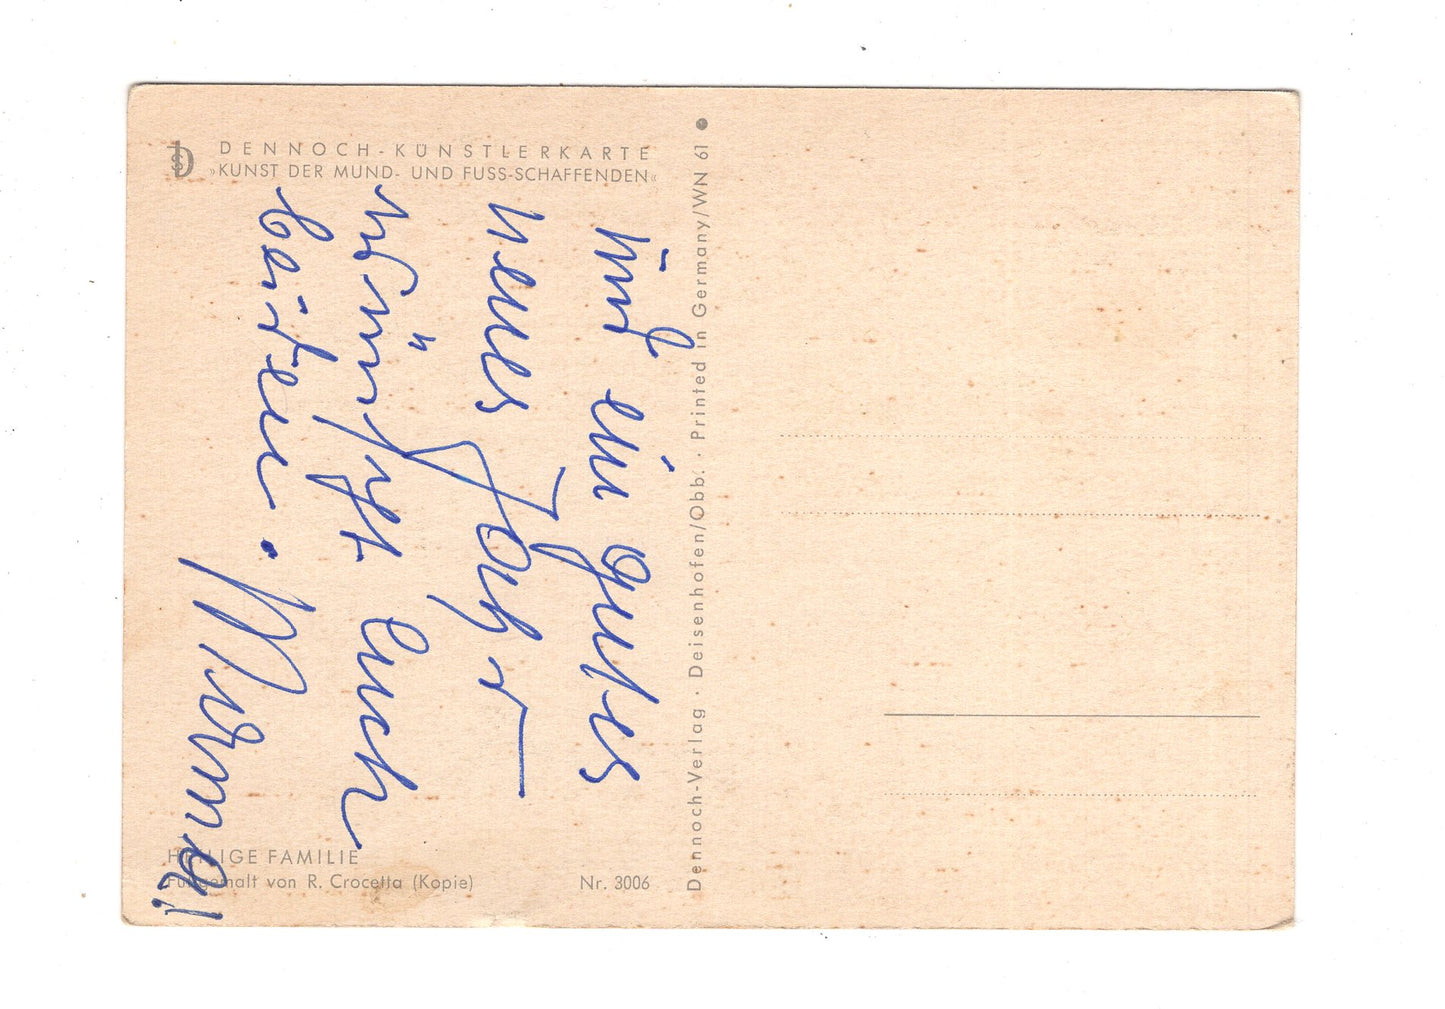 DENNOCH-KÜNSTLERKARTE
»KUNST DER MUND- UND FUSS-SCHAFFENDEN«
und ein gutes
neues Jahr
wünscht euch
beiden.
HEILIGE FAMILIE
Fußgemalt von R. Crocetta (Kopie)
Nr. 3006
Dennoch-Verlag · Deisenhofen/Obb. · Printed in Germany/WN 61